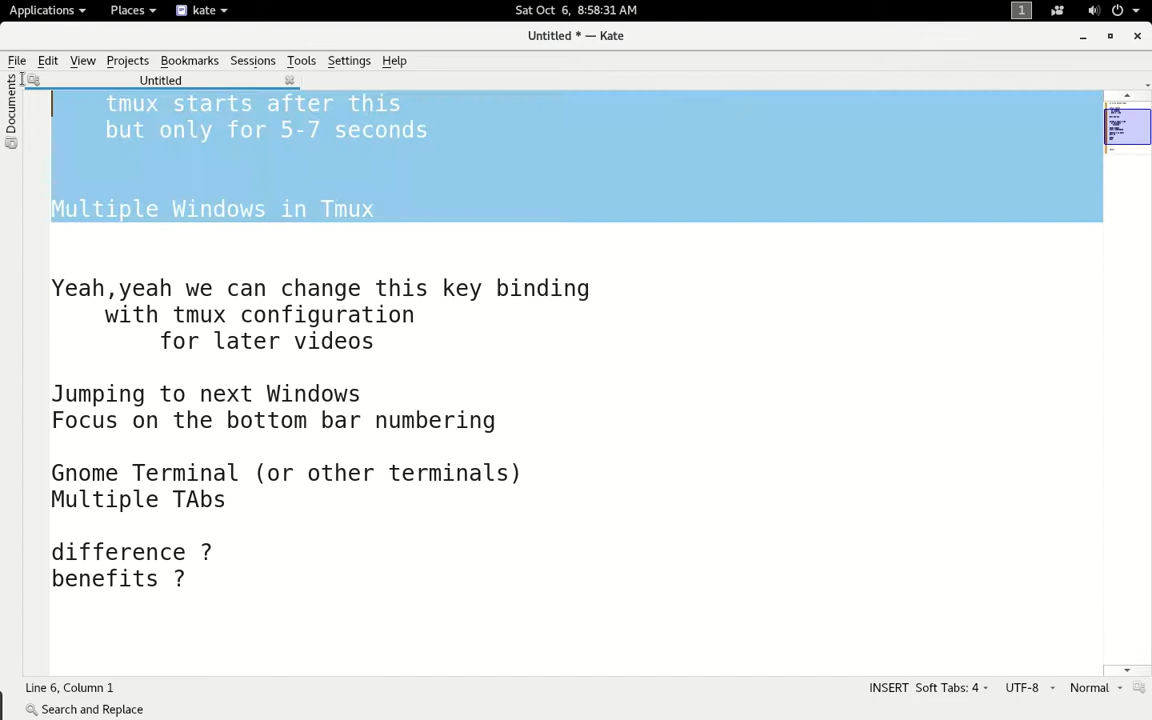 Applications
Places
kate
Sat Oct 6, 8:58:31 AM
1
Untitled * — Kate
File Edit View Projects Bookmarks Sessions Tools Settings Help
Documents
Untitled
tmux starts after this
but only for 5-7 seconds
Multiple Windows in Tmux
Yeah,yeah we can change this key binding
with tmux configuration
for later videos
Jumping to next Windows
Focus on the bottom bar numbering
Gnome Terminal (or other terminals)
Multiple TAbs
difference ?
benefits ?
Line 6, Column 1
INSERT Soft Tabs: 4 UTF-8 Normal
Search and Replace